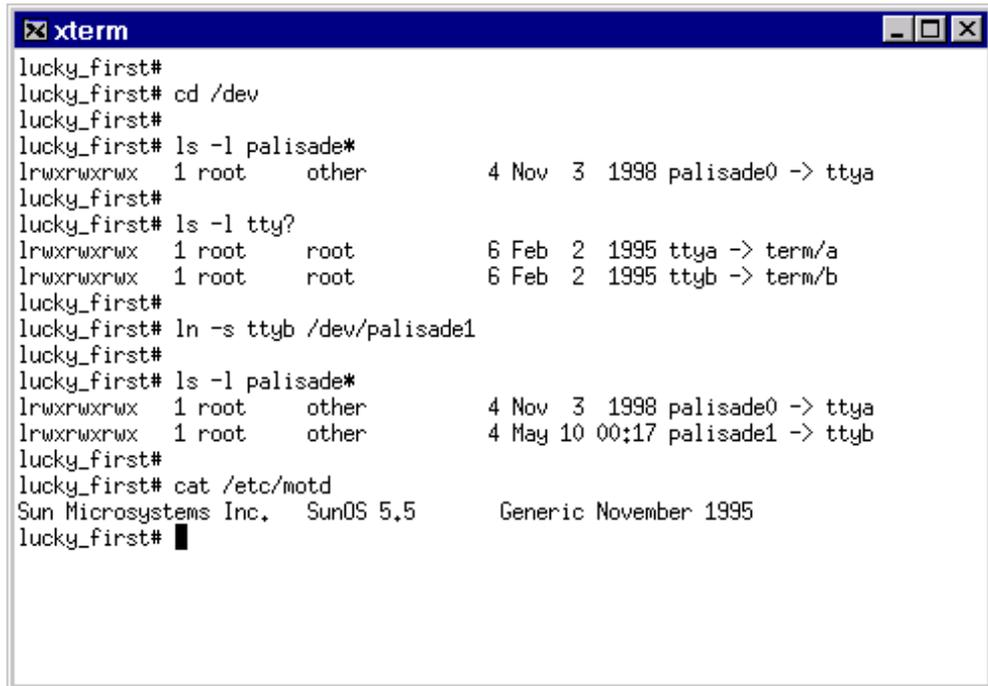 xterm
lucky_first#
lucky_first# cd /dev
lucky_first#
lucky_first# ls -l palisade*
lrwxrwxrwx   1 root     other          4 Nov  3  1998 palisade0 -> ttya
lucky_first#
lucky_first# ls -l tty?
lrwxrwxrwx   1 root     root           6 Feb  2  1995 ttya -> term/a
lrwxrwxrwx   1 root     root           6 Feb  2  1995 ttyb -> term/b
lucky_first#
lucky_first# ln -s ttyb /dev/palisade1
lucky_first#
lucky_first# ls -l palisade*
lrwxrwxrwx   1 root     other          4 Nov  3  1998 palisade0 -> ttya
lrwxrwxrwx   1 root     other          4 May 10 00:17 palisade1 -> ttyb
lucky_first#
lucky_first# cat /etc/motd
Sun Microsystems Inc.   SunOS 5.5       Generic November 1995
lucky_first#